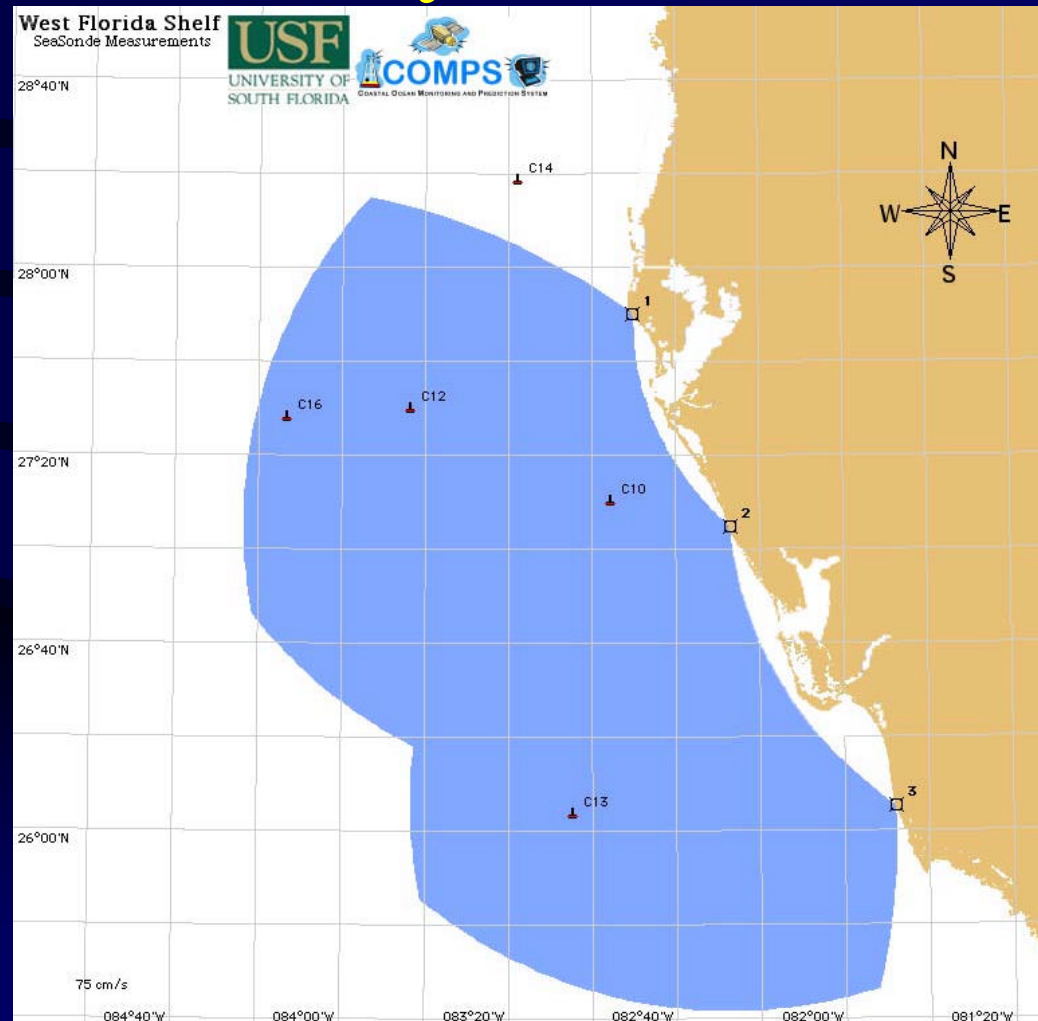 West Florida Shelf
SeaSonde Measurements
USF
UNIVERSITY OF
SOUTH FLORIDA
COMPS
COASTAL OCEAN MONITORING AND PREDICTION SYSTEM
28°40'N
C14
N
W E
S
28°00'N
1
C16
C12
27°20'N
C10
2
26°40'N
C13
3
26°00'N
75 cm/s
084°40'W 084°00'W 083°20'W 082°40'W 082°00'W 081°20'W